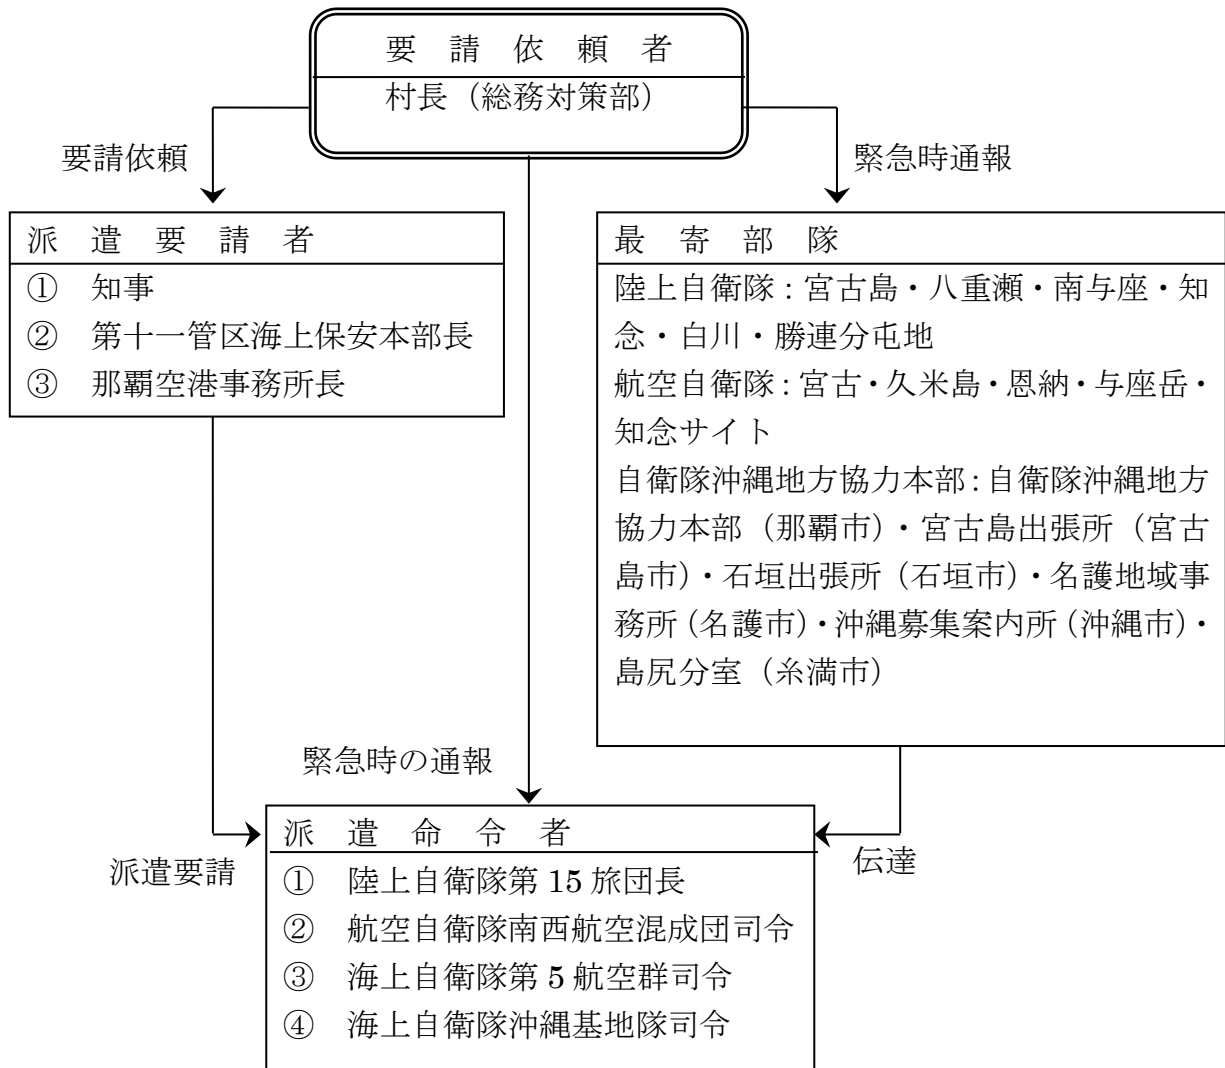 要請依頼者
村長（総務対策部）
要請依頼
緊急時通報
派遣要請者
① 知事
② 第十一管区海上保安本部長
③ 那覇空港事務所長
最寄部隊
陸上自衛隊：宮古島・八重瀬・南与座・知
念・白川・勝連分屯地
航空自衛隊：宮古・久米島・恩納・与座岳・
知念サイト
自衛隊沖縄地方協力本部：自衛隊沖縄地方
協力本部（那覇市）・宮古島出張所（宮古
島市）・石垣出張所（石垣市）・名護地域事
務所（名護市）・沖縄募集案内所（沖縄市）・
島尻分室（糸満市）
緊急時の通報
派遣要請
伝達
派遣命令者
① 陸上自衛隊第15旅団長
② 航空自衛隊南西航空混成団司令
③ 海上自衛隊第5航空群司令
④ 海上自衛隊沖縄基地隊司令